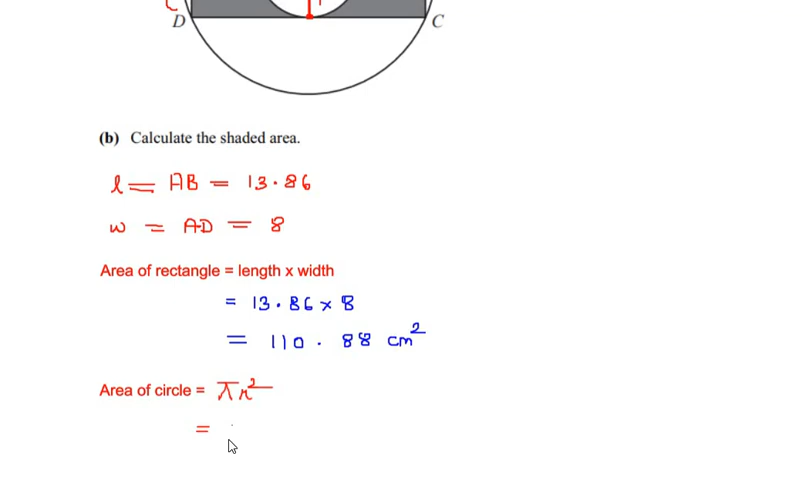 D C
(b) Calculate the shaded area.
l = AB = 13.86
w = AD = 8
Area of rectangle = length x width
= 13.86 x 8
= 110.88 cm²
Area of circle = πr²
=